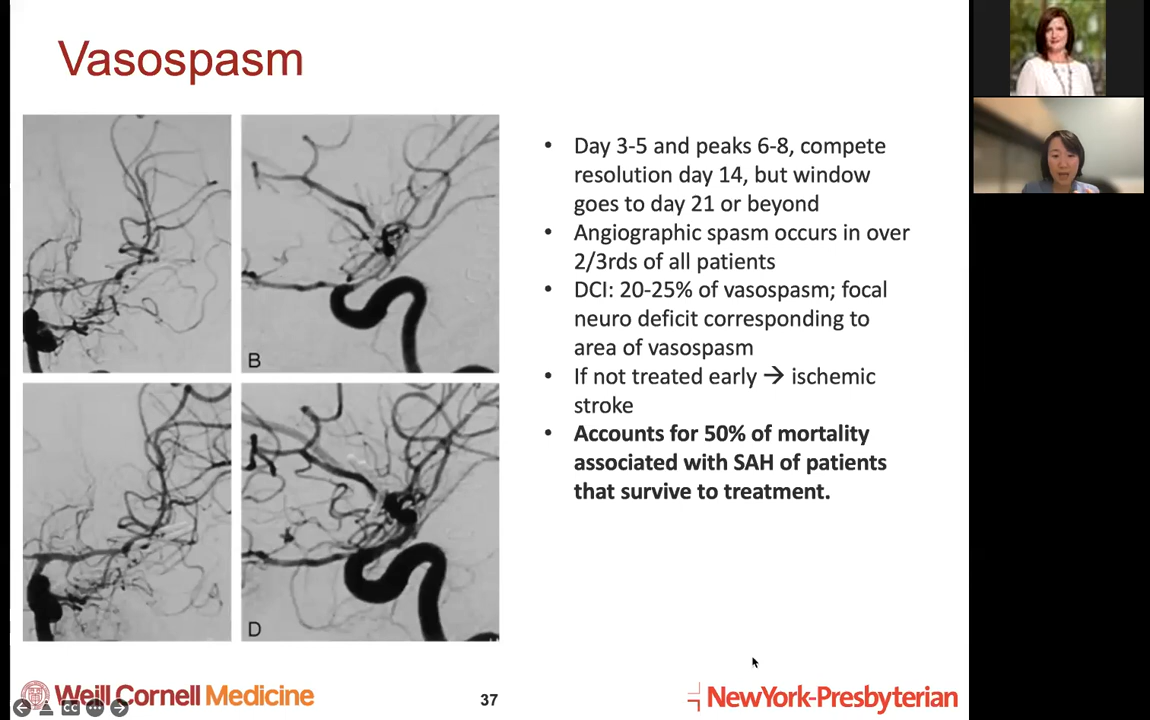 Vasospasm
B
D
• Day 3-5 and peaks 6-8, compete
resolution day 14, but window
goes to day 21 or beyond
• Angiographic spasm occurs in over
2/3rds of all patients
• DCI: 20-25% of vasospasm; focal
neuro deficit corresponding to
area of vasospasm
• If not treated early → ischemic
stroke
• Accounts for 50% of mortality
associated with SAH of patients
that survive to treatment.
Weill Cornell Medicine
CC
37
NewYork-Presbyterian